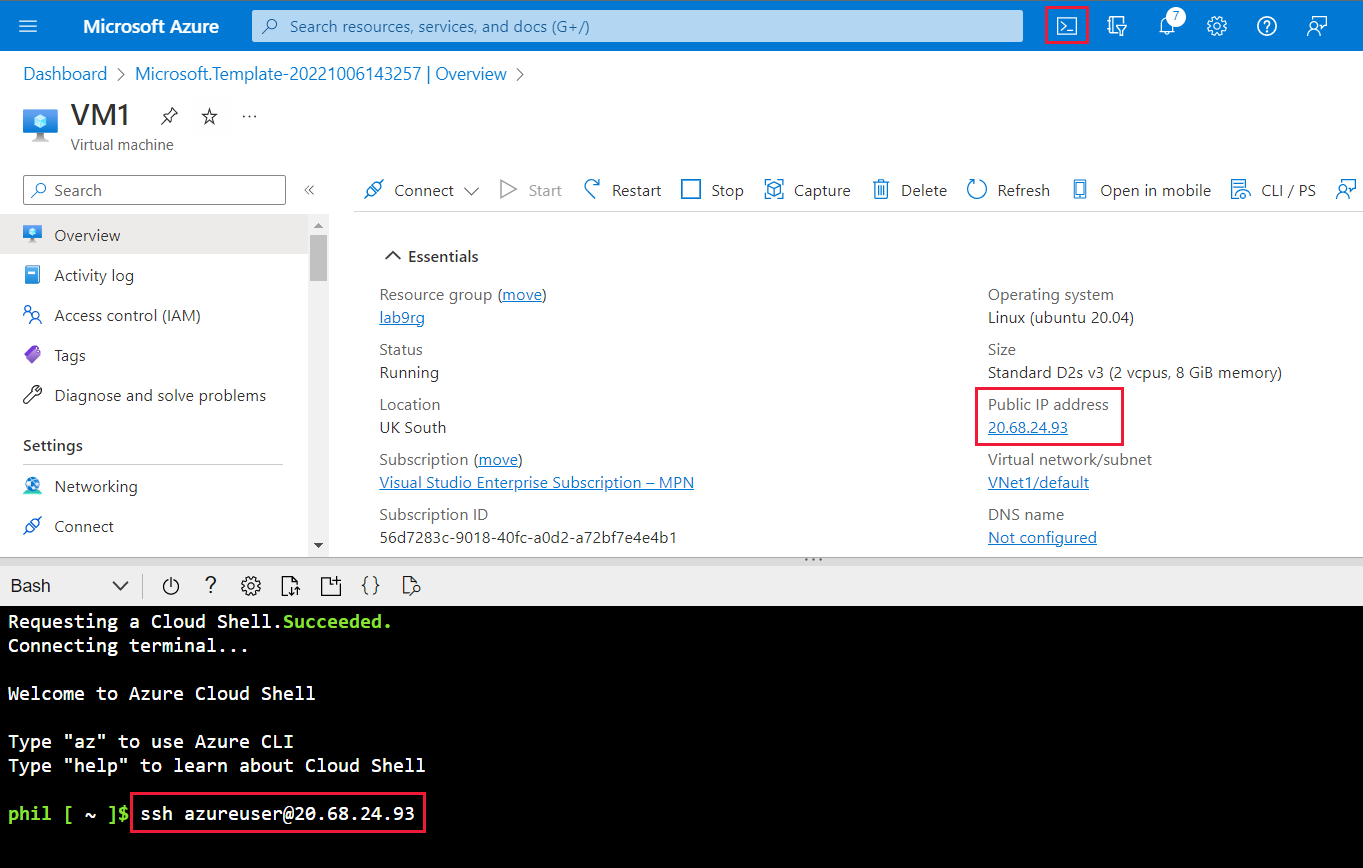 Microsoft Azure
Search resources, services, and docs (G+/)
7
Dashboard > Microsoft.Template-20221006143257 | Overview >
VM1
...
Virtual machine
Search
«
Connect
Start
Restart
Stop
Capture
Delete
Refresh
Open in mobile
CLI / PS
Overview
Activity log
Access control (IAM)
Tags
Diagnose and solve problems
Settings
Networking
Connect
Essentials
Resource group (move)
lab9rg
Status
Running
Location
UK South
Subscription (move)
Visual Studio Enterprise Subscription – MPN
Subscription ID
56d7283c-9018-40fc-a0d2-a72bf7e4e4b1
Operating system
Linux (ubuntu 20.04)
Size
Standard D2s v3 (2 vcpus, 8 GiB memory)
Public IP address
20.68.24.93
Virtual network/subnet
VNet1/default
DNS name
Not configured
Bash
?
{}
Requesting a Cloud Shell.Succeeded.
Connecting terminal...
Welcome to Azure Cloud Shell
Type "az" to use Azure CLI
Type "help" to learn about Cloud Shell
phil [ ~ ]$ ssh azureuser@20.68.24.93